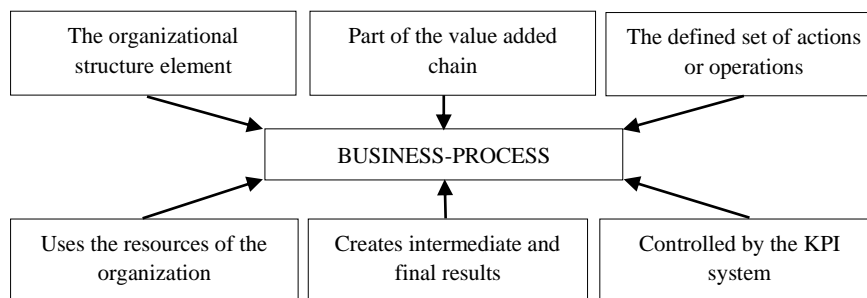 The organizational
structure element
Part of the value added
chain
The defined set of actions
or operations
BUSINESS-PROCESS
Uses the resources of the
organization
Creates intermediate and
final results
Controlled by the KPI
system